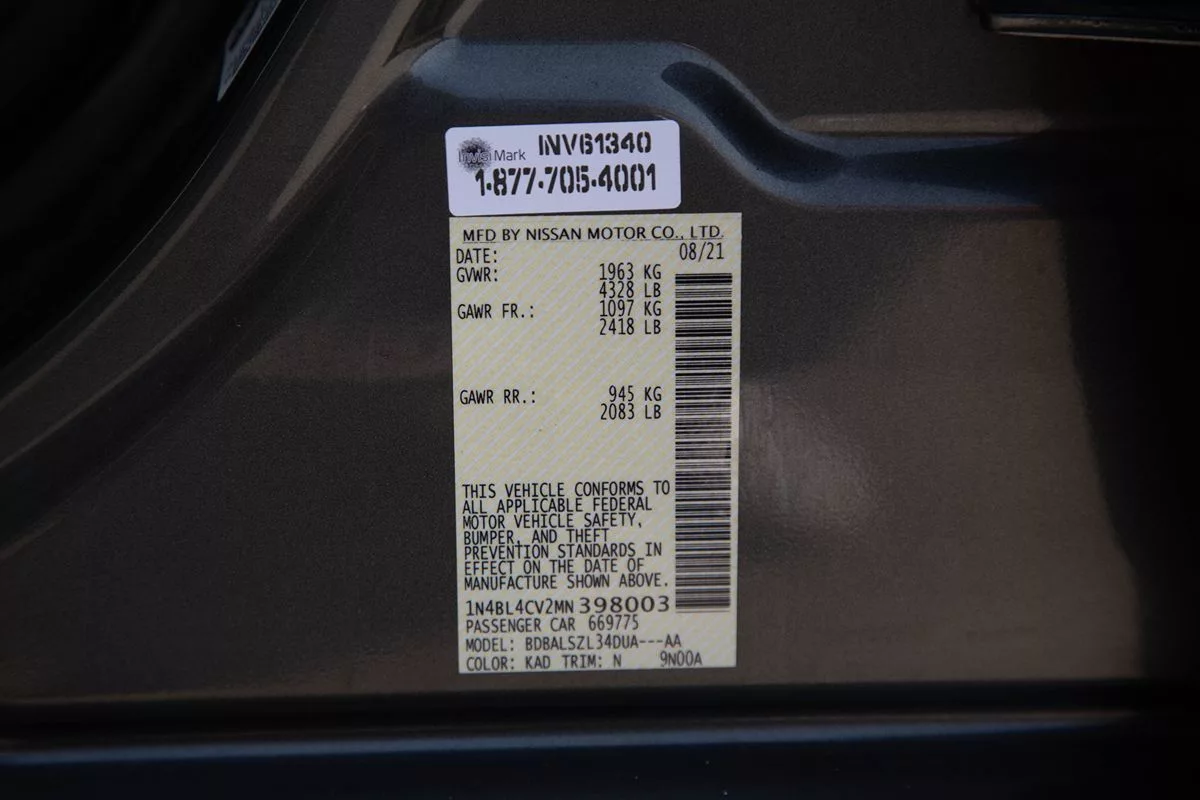 InvisiMark INV61340
1-877-705-4001
MFD BY NISSAN MOTOR CO., LTD.
DATE: 08/21
GVWR: 1963 KG
4328 LB
GAWR FR.: 1097 KG
2418 LB
GAWR RR.: 945 KG
2083 LB
THIS VEHICLE CONFORMS TO
ALL APPLICABLE FEDERAL
MOTOR VEHICLE SAFETY,
BUMPER, AND THEFT
PREVENTION STANDARDS IN
EFFECT ON THE DATE OF
MANUFACTURE SHOWN ABOVE.
1N4BL4CV2MN398003
PASSENGER CAR 669775
MODEL: BDBALSZL34DUA---AA
COLOR: KAD TRIM: N 9N00A